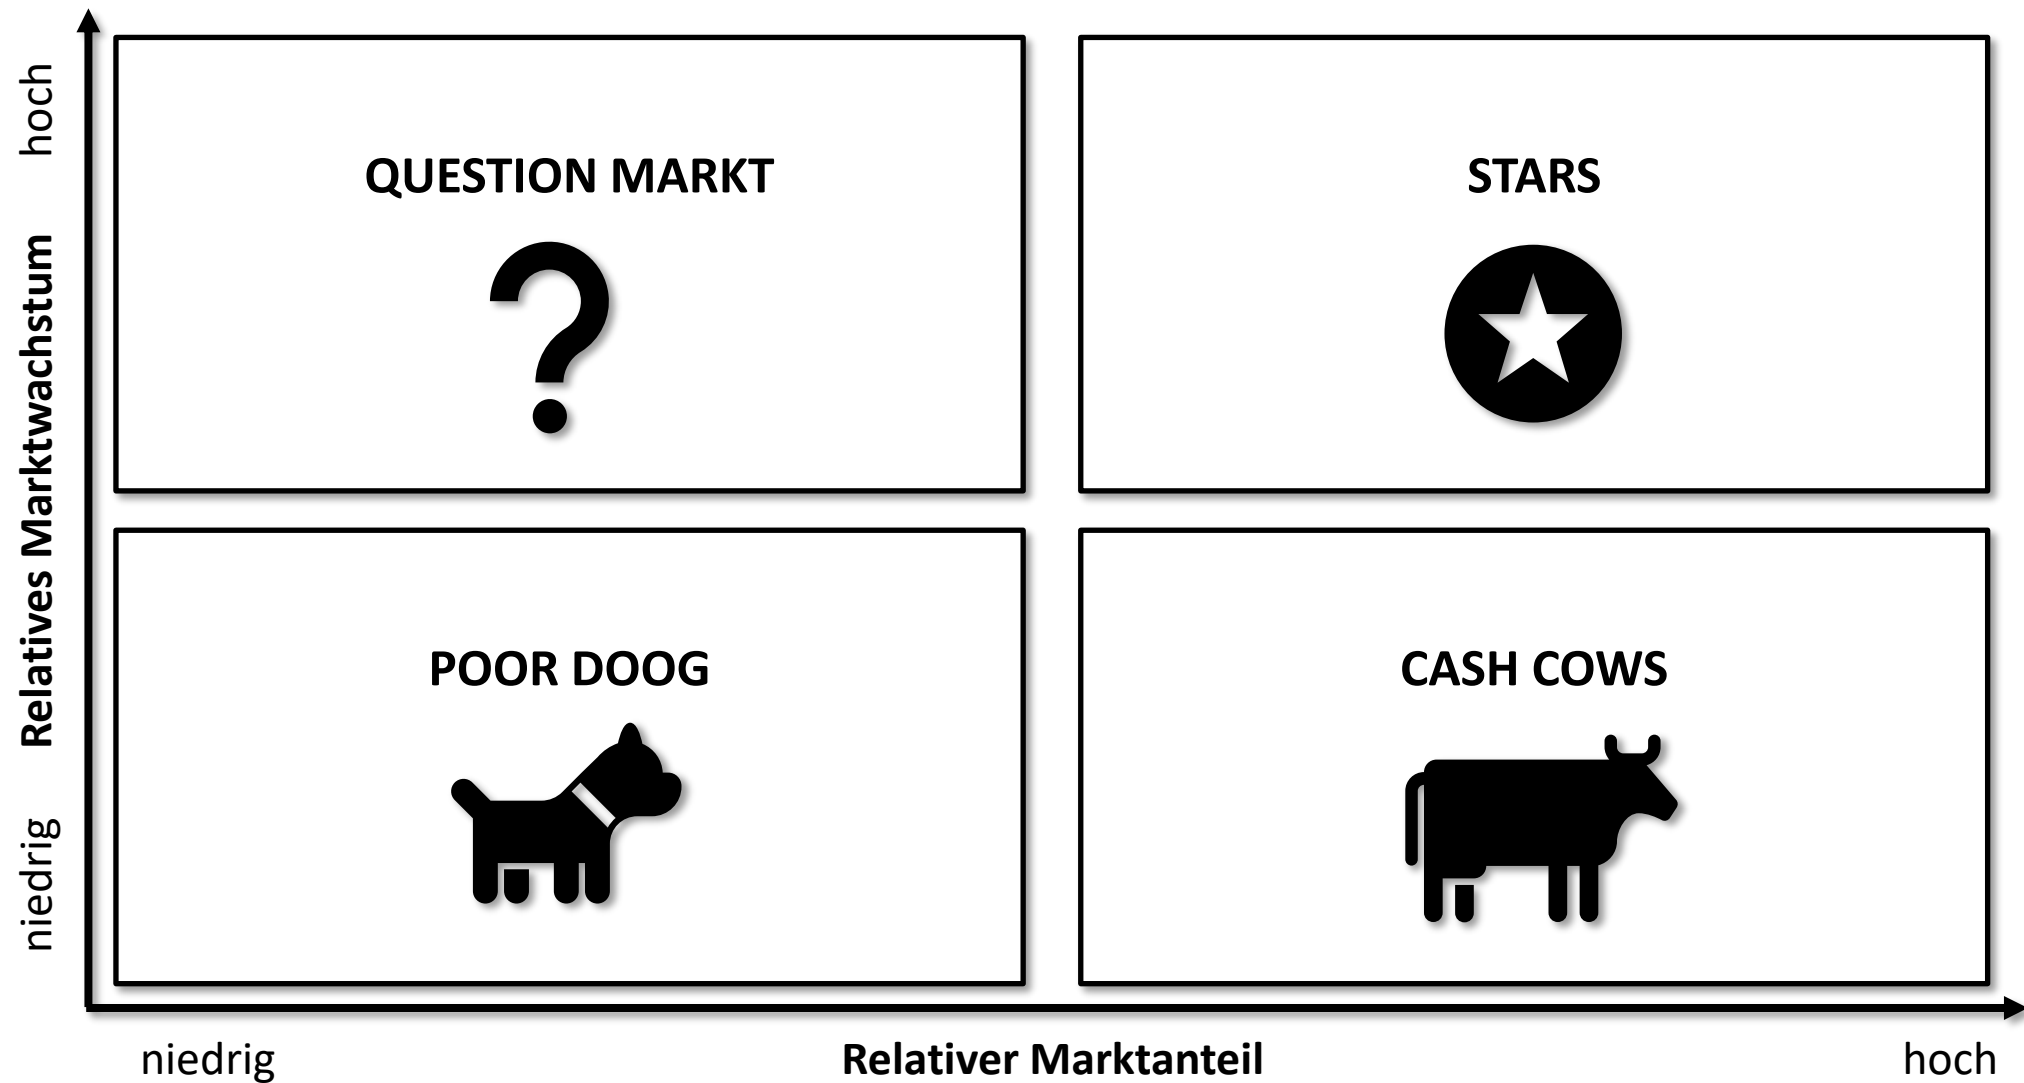 hoch
Relatives Marktwachstum
niedrig
QUESTION MARKT
STARS
POOR DOOG
CASH COWS
niedrig
Relativer Marktanteil
hoch